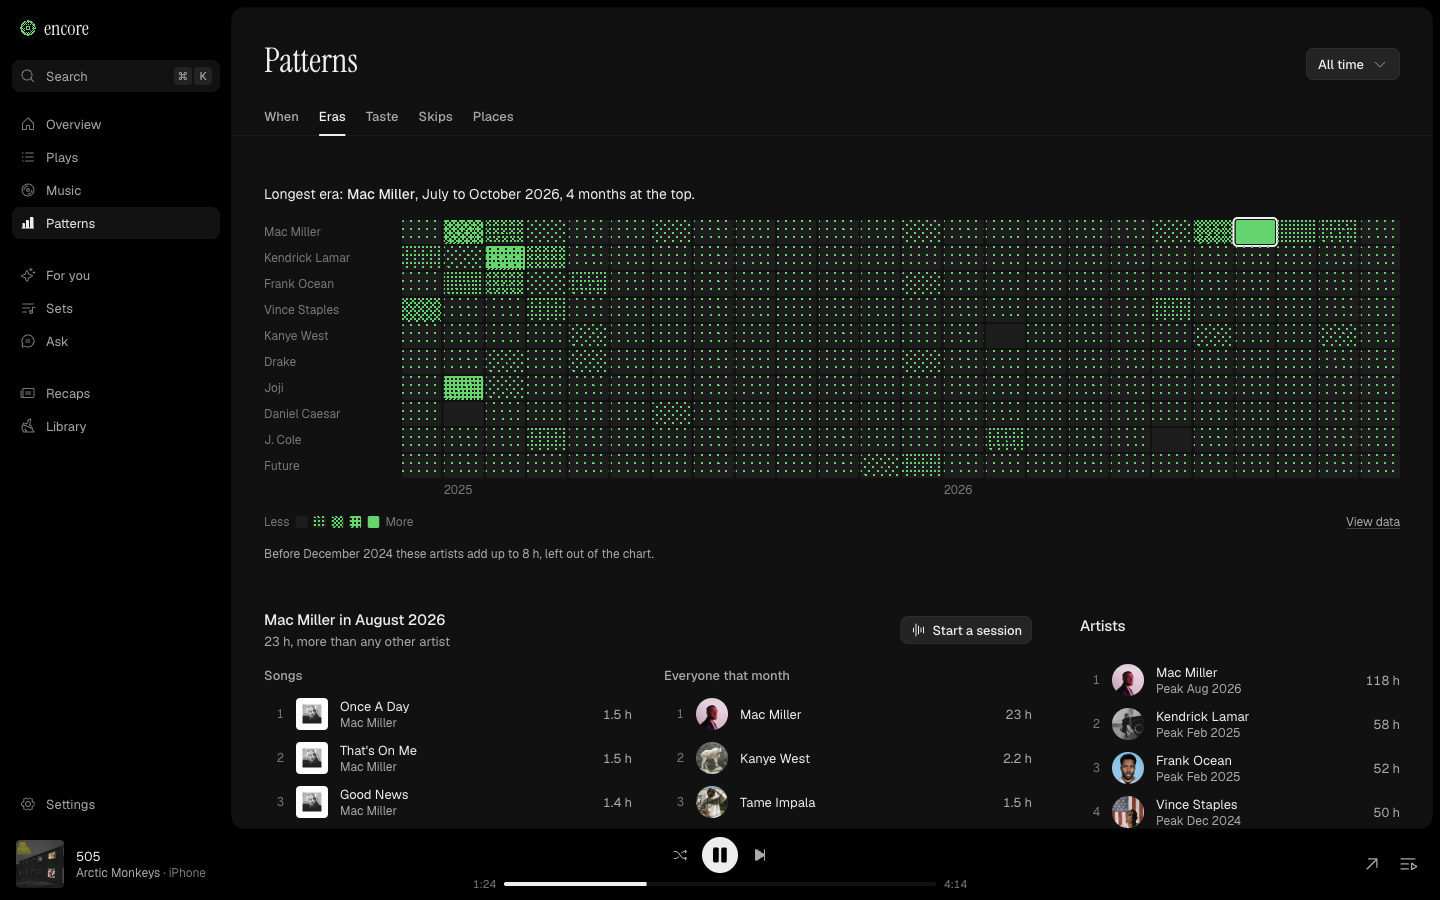 encore
Search ⌘ K
Overview
Plays
Music
Patterns
For you
Sets
Ask
Recaps
Library
Settings
Patterns
All time
When Eras Taste Skips Places
Longest era: Mac Miller, July to October 2026, 4 months at the top.
Mac Miller
Kendrick Lamar
Frank Ocean
Vince Staples
Kanye West
Drake
Joji
Daniel Caesar
J. Cole
Future
2025 2026
Less More
View data
Before December 2024 these artists add up to 8 h, left out of the chart.
Mac Miller in August 2026
23 h, more than any other artist
Start a session
Songs
1 Once A Day 1.5 h
Mac Miller
2 That's On Me 1.5 h
Mac Miller
3 Good News 1.4 h
Mac Miller
Everyone that month
1 Mac Miller 23 h
2 Kanye West 2.2 h
3 Tame Impala 1.5 h
Artists
1 Mac Miller 118 h
Peak Aug 2026
2 Kendrick Lamar 58 h
Peak Feb 2025
3 Frank Ocean 52 h
Peak Feb 2025
4 Vince Staples 50 h
Peak Dec 2024
505
Arctic Monkeys · iPhone
1:24 4:14